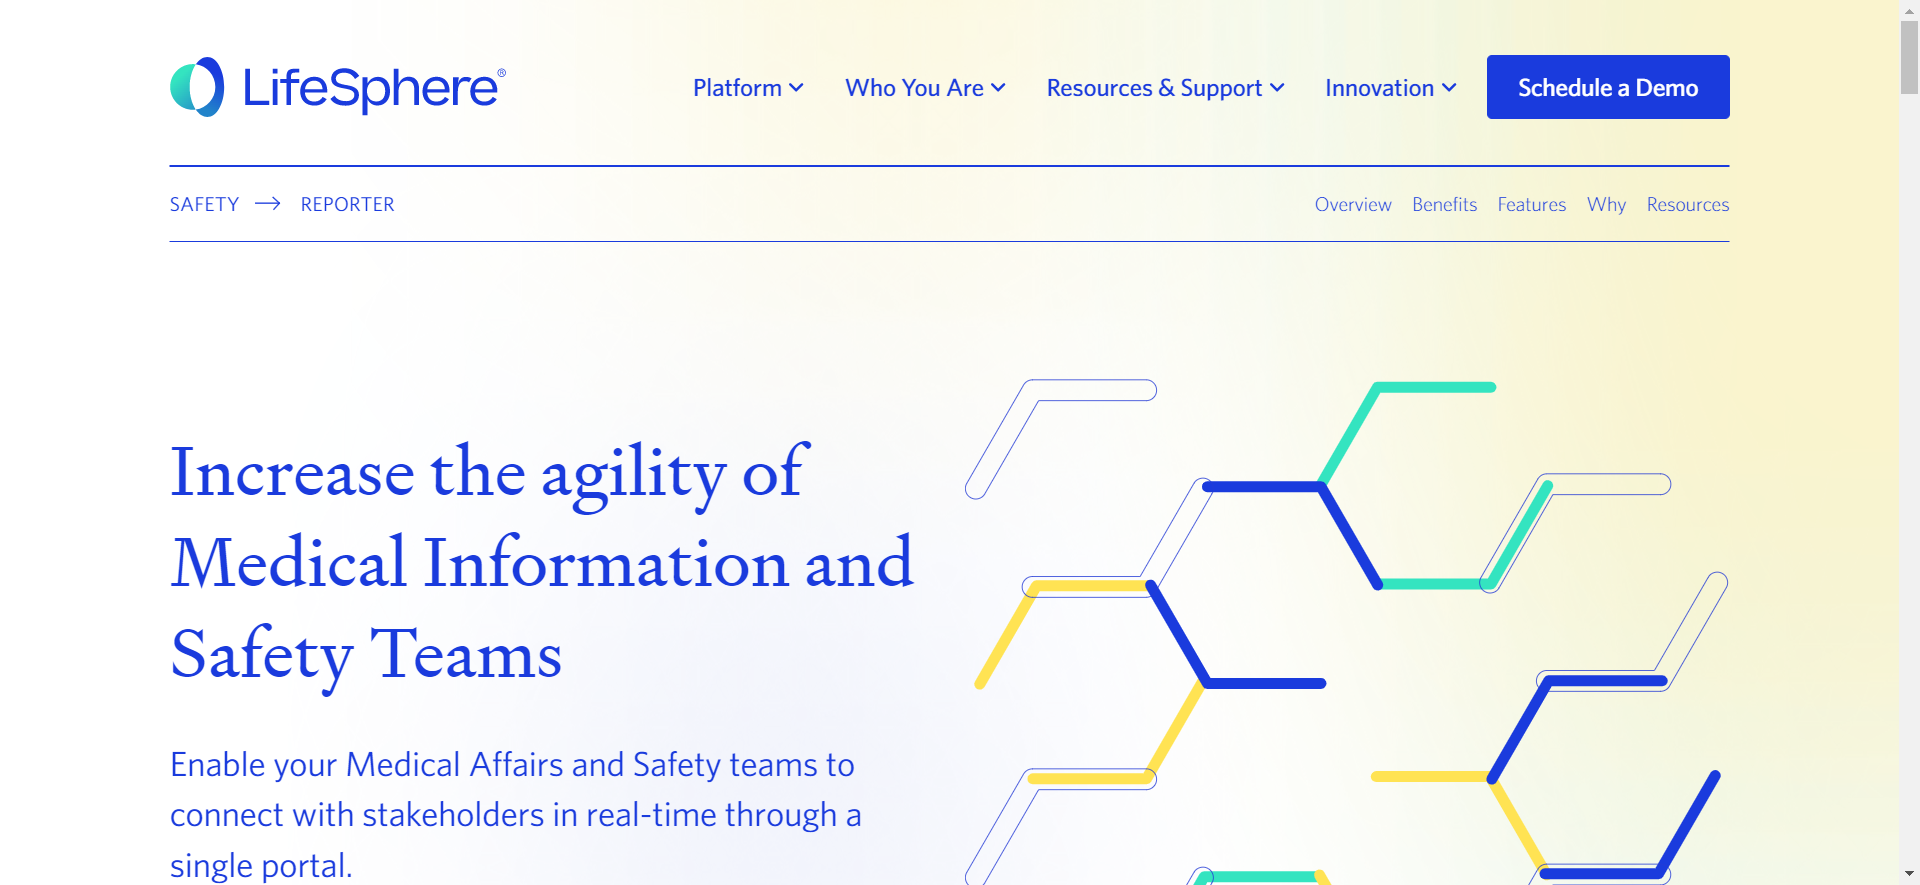 LifeSphere®
Platform
Who You Are
Resources & Support
Innovation
Schedule a Demo
SAFETY → REPORTER
Overview
Benefits
Features
Why
Resources
Increase the agility of
Medical Information and
Safety Teams
Enable your Medical Affairs and Safety teams to
connect with stakeholders in real-time through a
single portal.